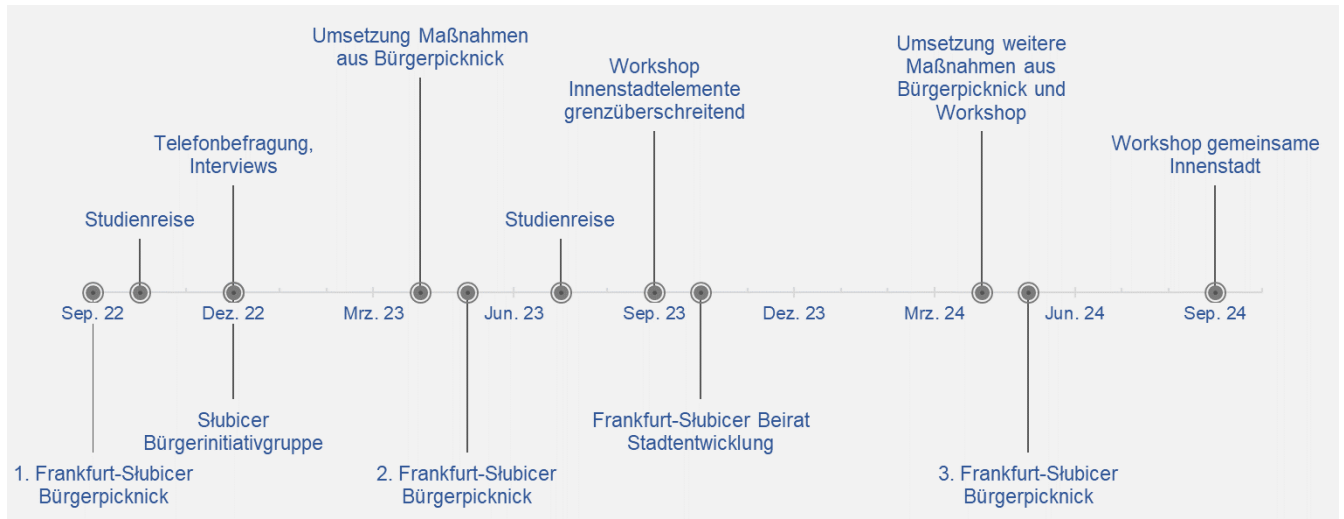 Umsetzung Maßnahmen
aus Bürgerpicknick
Umsetzung weitere
Maßnahmen aus
Bürgerpicknick und
Workshop
Workshop
Innenstadtelemente
grenzüberschreitend
Telefonbefragung,
Interviews
Workshop gemeinsame
Innenstadt
Studienreise
Studienreise
Sep. 22
Dez. 22
Mrz. 23
Jun. 23
Sep. 23
Dez. 23
Mrz. 24
Jun. 24
Sep. 24
Słubicer
Bürgerinitiativgruppe
Frankfurt-Słubicer Beirat
Stadtentwicklung
1. Frankfurt-Słubicer
Bürgerpicknick
2. Frankfurt-Słubicer
Bürgerpicknick
3. Frankfurt-Słubicer
Bürgerpicknick